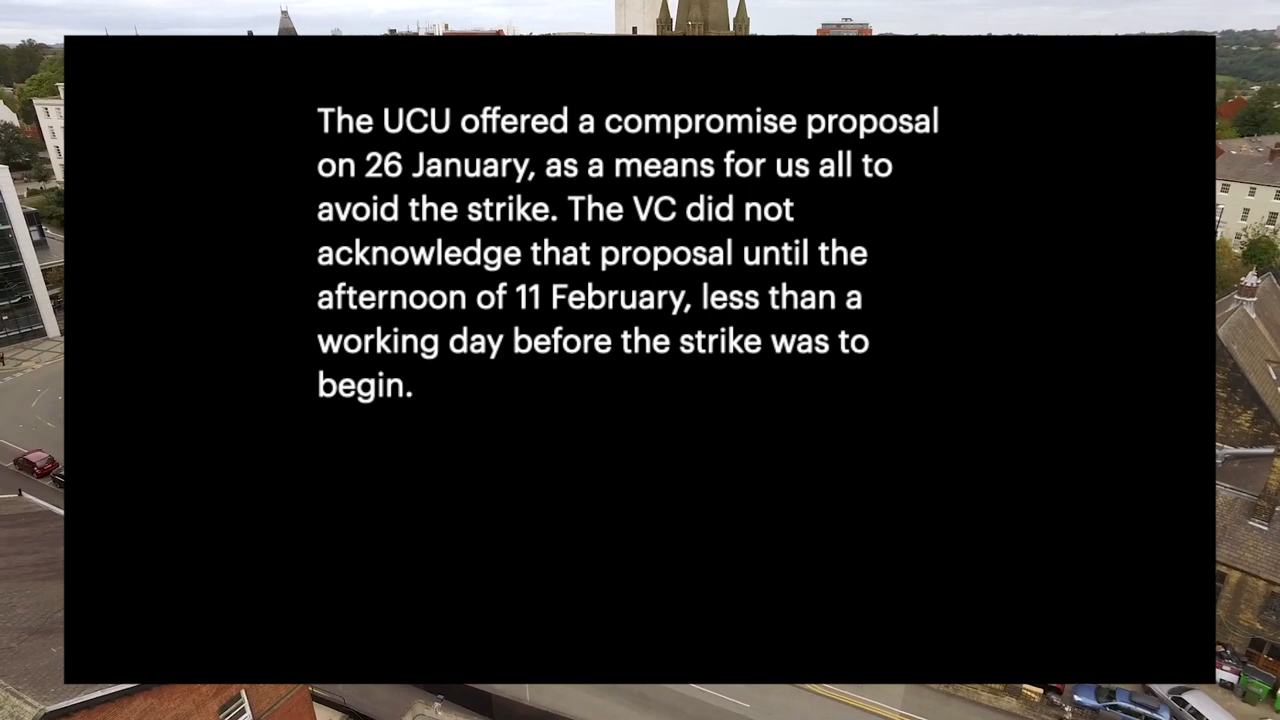 The UCU offered a compromise proposal
on 26 January, as a means for us all to
avoid the strike. The VC did not
acknowledge that proposal until the
afternoon of 11 February, less than a
working day before the strike was to
begin.